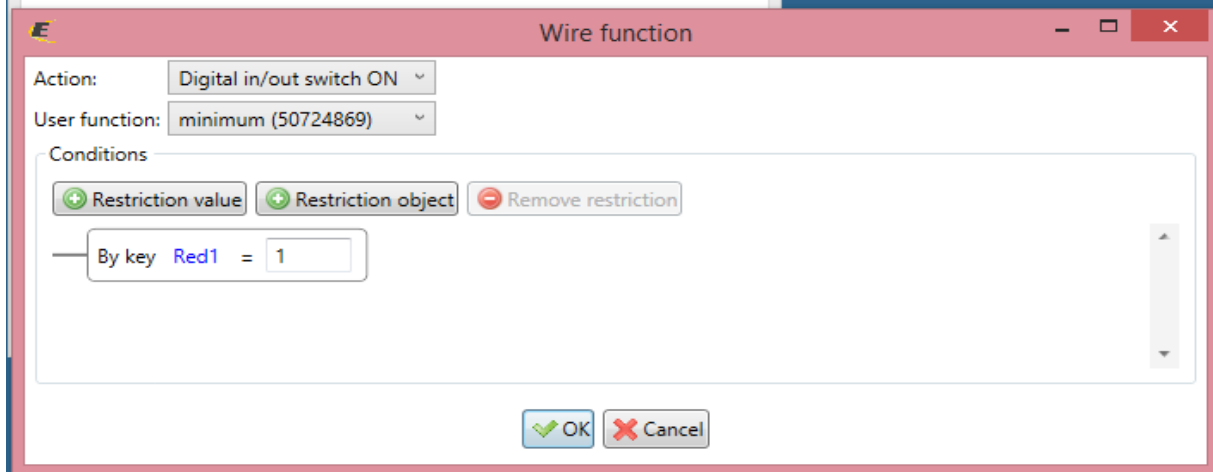 Wire function
Action: Digital in/out switch ON
User function: minimum (50724869)
Conditions
Restriction value Restriction object Remove restriction
By key Red1 = 1
OK Cancel